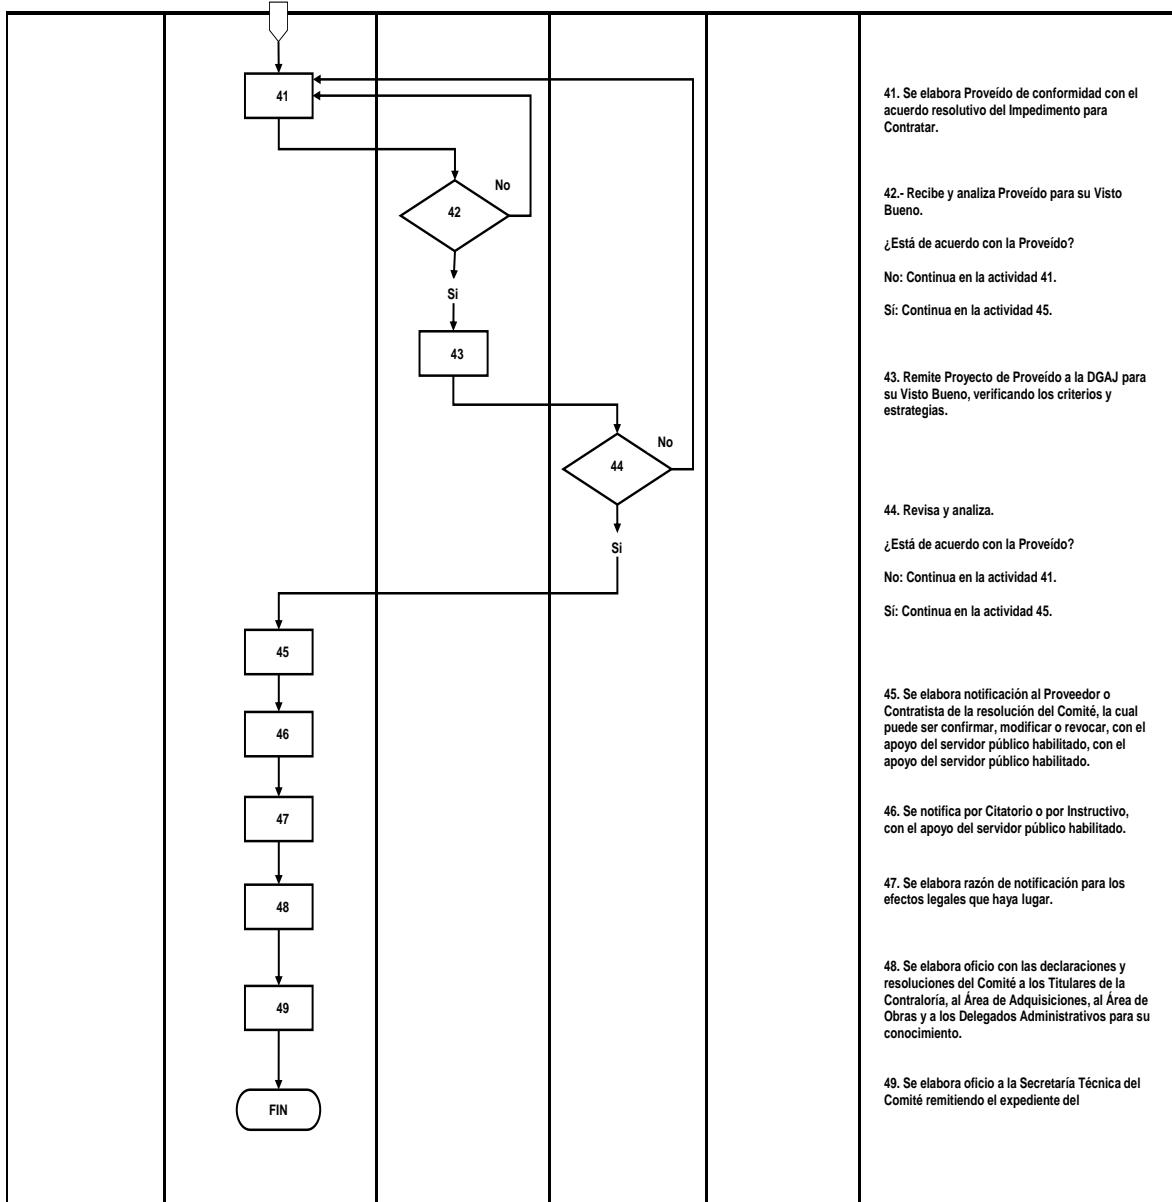 41
42
No
Si
43
44
No
Si
45
46
47
48
49
FIN
41. Se elabora Proveído de conformidad con el
acuerdo resolutivo del Impedimento para
Contratar.
42.- Recibe y analiza Proveído para su Visto
Bueno.
¿Está de acuerdo con la Proveído?
No: Continua en la actividad 41.
Sí: Continua en la actividad 45.
43. Remite Proyecto de Proveído a la DGAJ para
su Visto Bueno, verificando los criterios y
estrategias.
44. Revisa y analiza.
¿Está de acuerdo con la Proveído?
No: Continua en la actividad 41.
Sí: Continua en la actividad 45.
45. Se elabora notificación al Proveedor o
Contratista de la resolución del Comité, la cual
puede ser confirmar, modificar o revocar, con el
apoyo del servidor público habilitado, con el
apoyo del servidor público habilitado.
46. Se notifica por Citatorio o por Instructivo,
con el apoyo del servidor público habilitado.
47. Se elabora razón de notificación para los
efectos legales que haya lugar.
48. Se elabora oficio con las declaraciones y
resoluciones del Comité a los Titulares de la
Contraloría, al Área de Adquisiciones, al Área de
Obras y a los Delegados Administrativos para su
conocimiento.
49. Se elabora oficio a la Secretaría Técnica del
Comité remitiendo el expediente del